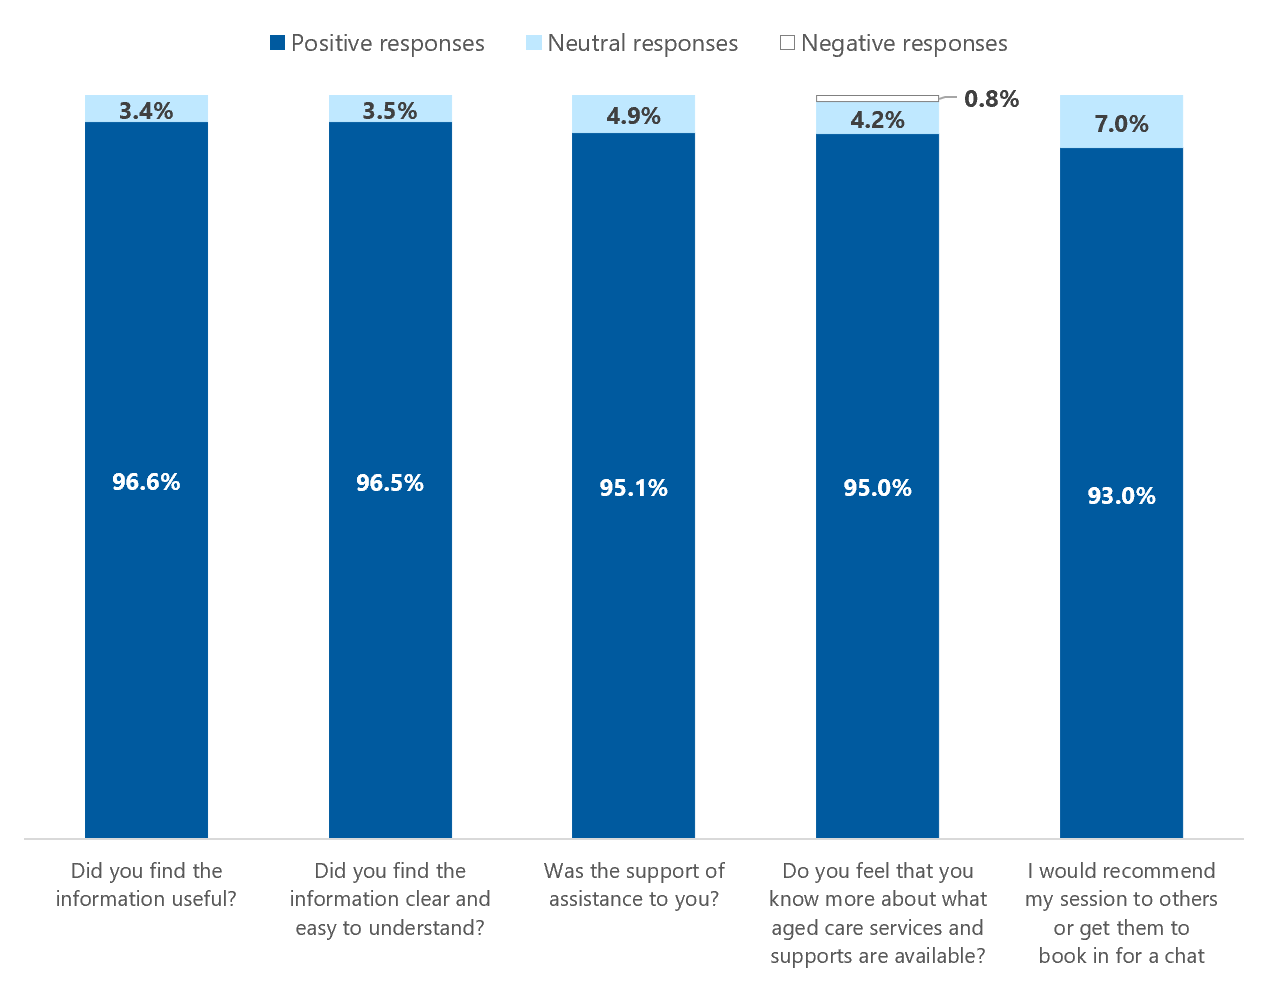 Positive responses
Neutral responses
Negative responses
3.4%
3.5%
4.9%
4.2%
0.8%
7.0%
96.6%
96.5%
95.1%
95.0%
93.0%
Did you find the
information useful?
Did you find the
information clear and
easy to understand?
Was the support of
assistance to you?
Do you feel that you
know more about what
aged care services and
supports are available?
I would recommend
my session to others
or get them to
book in for a chat